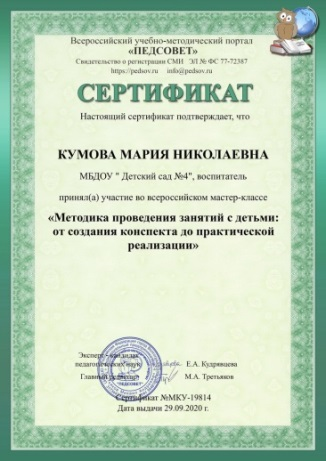 Всероссийский учебно-методический портал
«ПЕДСОВЕТ»
Свидетельство о регистрации СМИ ЭЛ № ФС 77-72387
https://pedsov.ru info@pedsov.ru
СЕРТИФИКАТ
Настоящий сертификат подтверждает, что
КУМОВА МАРИЯ НИКОЛАЕВНА
МБДОУ " Детский сад №4", воспитатель
принял(а) участие во всероссийском мастер-классе
«Методика проведения занятий с детьми:
от создания конспекта до практической
реализации»
Эксперт - кандидат
педагогических наук Е.А. Кудрявцева
Главный редактор М.А. Третьяков
Сертификат №МКУ-19814
Дата выдачи 29.09.2020 г.